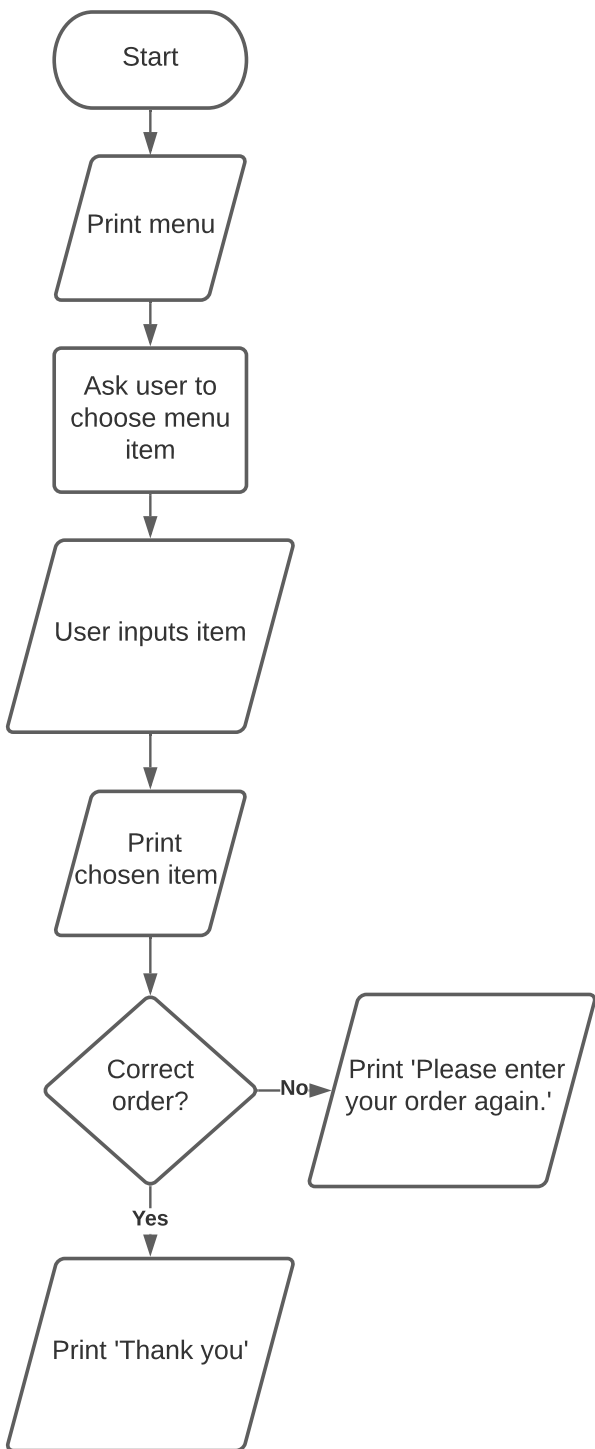 Start
Print menu
Ask user to
choose menu
item
User inputs item
Print
chosen item
Correct
order?
No
Print 'Please enter
your order again.'
Yes
Print 'Thank you'